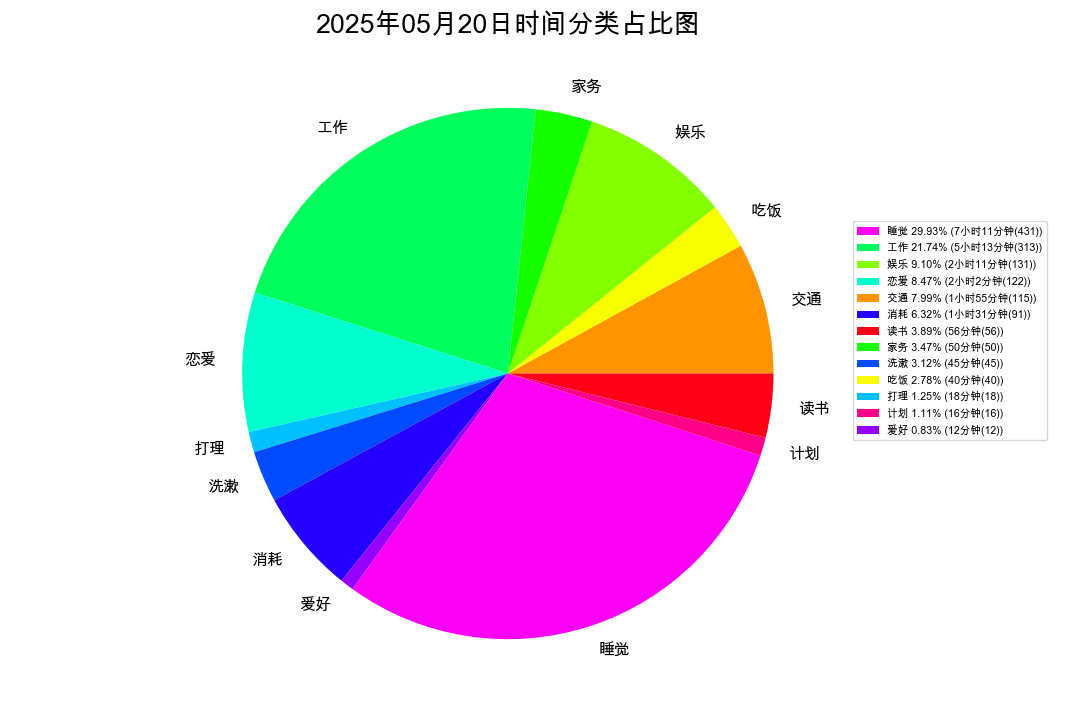 2025年05月20日时间分类占比图
家务
工作
娱乐
吃饭
交通
恋爱
读书
打理
计划
洗漱
消耗
爱好
睡觉
睡觉 29.93% (7小时11分钟(431))
工作 21.74% (5小时13分钟(313))
娱乐 9.10% (2小时11分钟(131))
恋爱 8.47% (2小时2分钟(122))
交通 7.99% (1小时55分钟(115))
消耗 6.32% (1小时31分钟(91))
读书 3.89% (56分钟(56))
家务 3.47% (50分钟(50))
洗漱 3.12% (45分钟(45))
吃饭 2.78% (40分钟(40))
打理 1.25% (18分钟(18))
计划 1.11% (16分钟(16))
爱好 0.83% (12分钟(12))